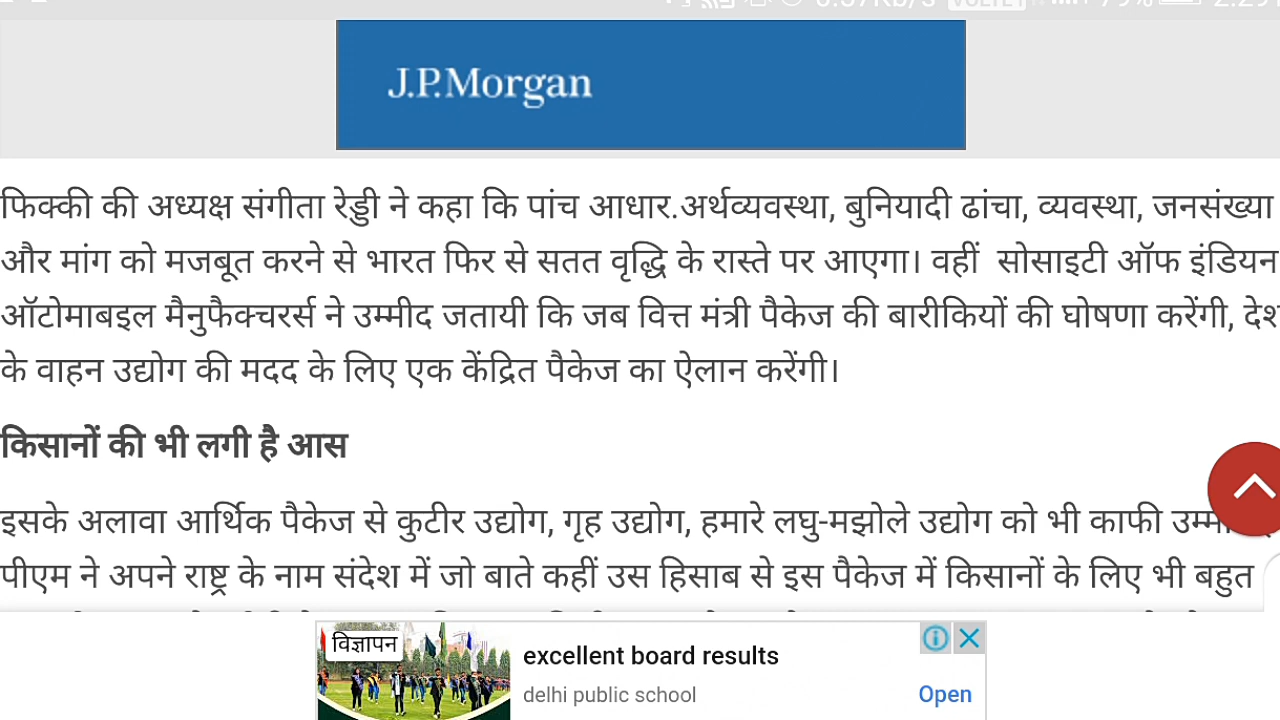 J.P.Morgan
फिक्की की अध्यक्ष संगीता रेड्डी ने कहा कि पांच आधार.अर्थव्यवस्था, बुनियादी ढांचा, व्यवस्था, जनसंख्या
और मांग को मजबूत करने से भारत फिर से सतत वृद्धि के रास्ते पर आएगा। वहीं सोसाइटी ऑफ इंडियन
ऑटोमाबइल मैनुफैक्चरर्स ने उम्मीद जतायी कि जब वित्त मंत्री पैकेज की बारीकियों की घोषणा करेंगी,
के वाहन उद्योग की मदद के लिए एक केंद्रित पैकेज का ऐलान करेंगी।
किसानों की भी लगी है आस
इसके अलावा आर्थिक पैकेज से कुटीर उद्योग, गृह उद्योग, हमारे लघु-मझोले उद्योग को भी काफी
पीएम ने अपने राष्ट्र के नाम संदेश में जो बाते कहीं उस हिसाब से इस पैकेज में किसानों के लिए भी बहुत
विज्ञापन
excellent board results
delhi public school
Open